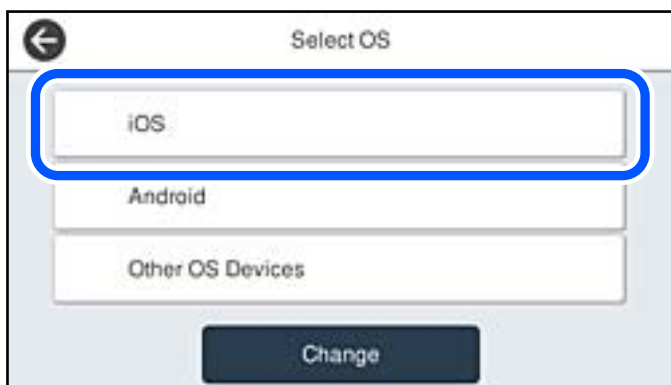 Select OS
iOS
Android
Other OS Devices
Change